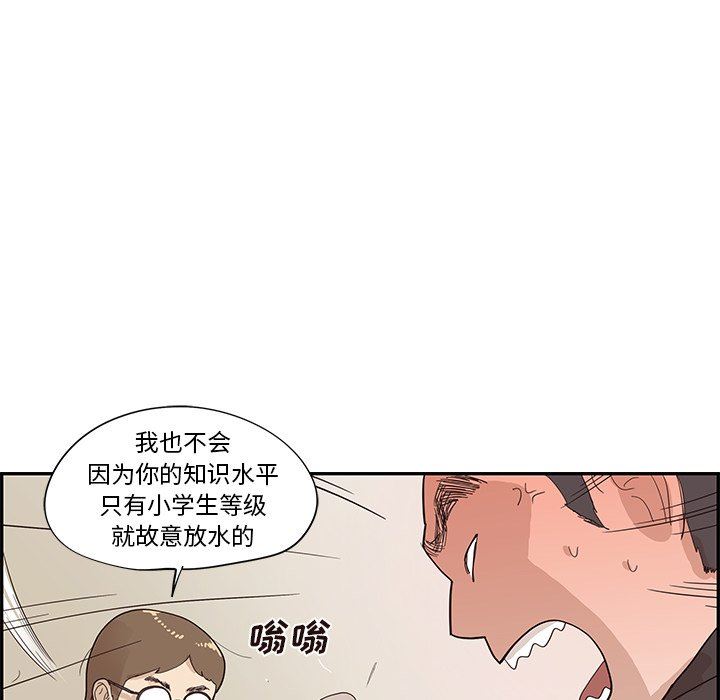 我也不会
因为你的知识水平
只有小学生等级
就故意放水的
嗡嗡